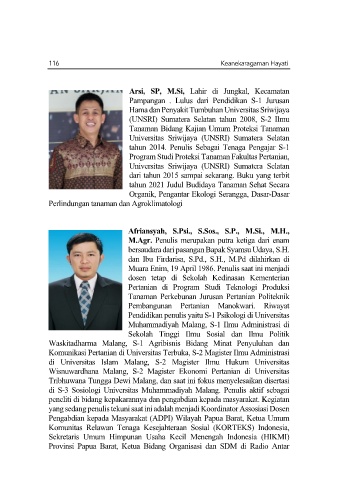 116
Keanekaragaman Hayati
Arsi, SP, M.Si, Lahir di Jungkal, Kecamatan
Pampangan . Lulus dari Pendidikan S-1 Jurusan
Hama dan Penyakit Tumbuhan Universitas Sriwijaya
(UNSRI) Sumatera Selatan tahun 2008, S-2 Ilmu
Tanaman Bidang Kajian Umum Proteksi Tanaman
Universitas Sriwijaya (UNSRI) Sumatera Selatan
tahun 2014. Penulis Sebagai Tenaga Pengajar S-1
Program Studi Proteksi Tanaman Fakultas Pertanian,
Universitas Sriwijaya (UNSRI) Sumatera Selatan
dari tahun 2015 sampai sekarang. Buku yang terbit
tahun 2021 Judul Budidaya Tanaman Sehat Secara
Organik, Pengantar Ekologi Serangga, Dasar-Dasar
Perlindungan tanaman dan Agroklimatologi
Afriansyah, S.Psi., S.Sos., S.P., M.Si., M.H.,
M.Agr. Penulis merupakan putra ketiga dari enam
bersaudara dari pasangan Bapak Syamsu Udaya, S.H.
dan Ibu Firdarisa, S.Pd., S.H., M.Pd dilahirkan di
Muara Enim, 19 April 1986. Penulis saat ini menjadi
dosen tetap di Sekolah Kedinasan Kementerian
Pertanian di Program Studi Teknologi Produksi
Tanaman Perkebunan Jurusan Pertanian Politeknik
Pembangunan Pertanian Manokwari. Riwayat
Pendidikan penulis yaitu S-1 Psikologi di Universitas
Muhammadiyah Malang, S-1 Ilmu Administrasi di
Sekolah Tinggi Ilmu Sosial dan Ilmu Politik
Waskitadharma Malang, S-1 Agribisnis Bidang Minat Penyuluhan dan
Komunikasi Pertanian di Universitas Terbuka, S-2 Magister Ilmu Administrasi
di Universitas Islam Malang, S-2 Magister Ilmu Hukum Universitas
Wisnuwardhana Malang, S-2 Magister Ekonomi Pertanian di Universitas
Tribhuwana Tungga Dewi Malang, dan saat ini fokus menyelesaikan disertasi
di S-3 Sosiologi Universitas Muhammadiyah Malang. Penulis aktif sebagai
peneliti di bidang kepakarannya dan pengabdian kepada masyarakat. Kegiatan
yang sedang penulis tekuni saat ini adalah menjadi Koordinator Assosiasi Dosen
Pengabdian kepada Masyarakat (ADPI) Wilayah Papua Barat, Ketua Umum
Komunitas Relawan Tenaga Kesejahteraan Sosial (KORTEKS) Indonesia,
Sekretaris Umum Himpunan Usaha Kecil Menengah Indonesia (HIKMI)
Provinsi Papua Barat, Ketua Bidang Organisasi dan SDM di Radio Antar